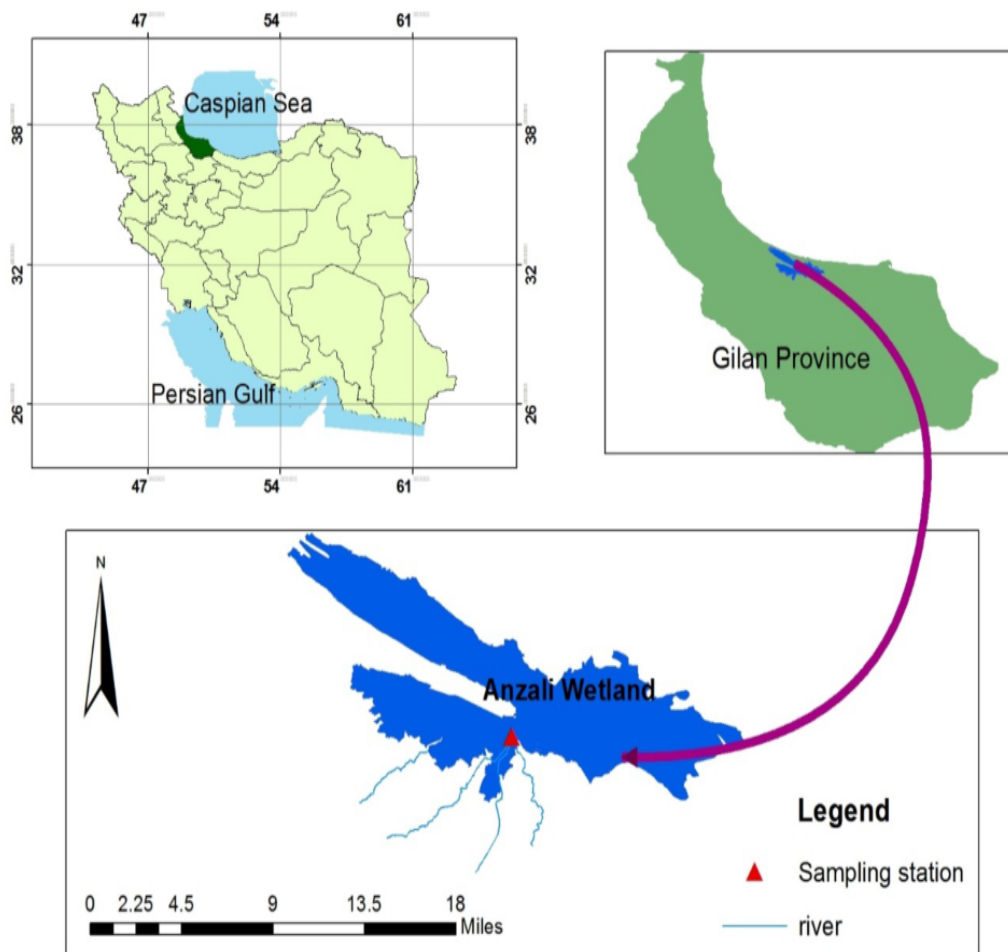 47
54
61
Caspian Sea
38
38
32
32
Persian Gulf
26
26
47
54
61
Gilan Province
N
Anzali Wetland
Legend
Sampling station
river
0
2.25
4.5
9
13.5
18
Miles